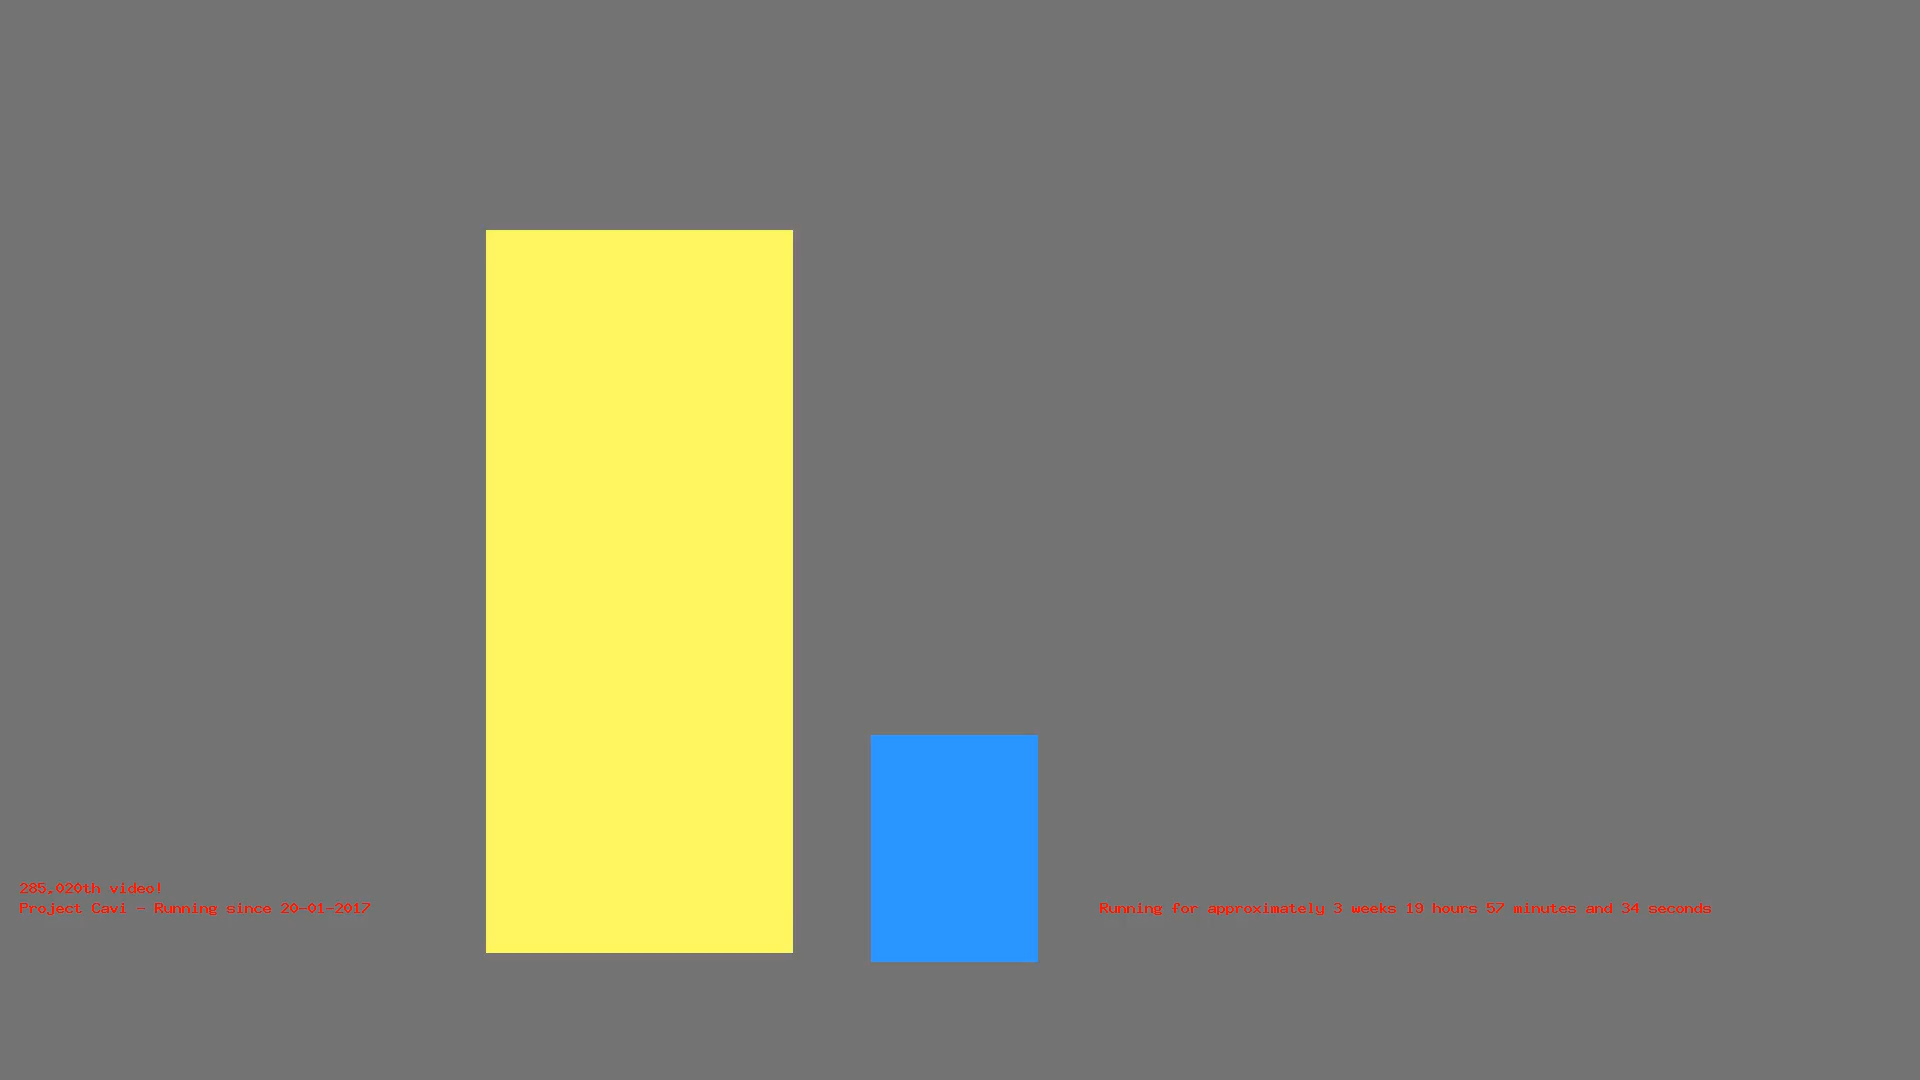 285,020th video!
Project Cavi - Running since 20-01-2017
Running for approximately 3 weeks 19 hours 57 minutes and 34 seconds